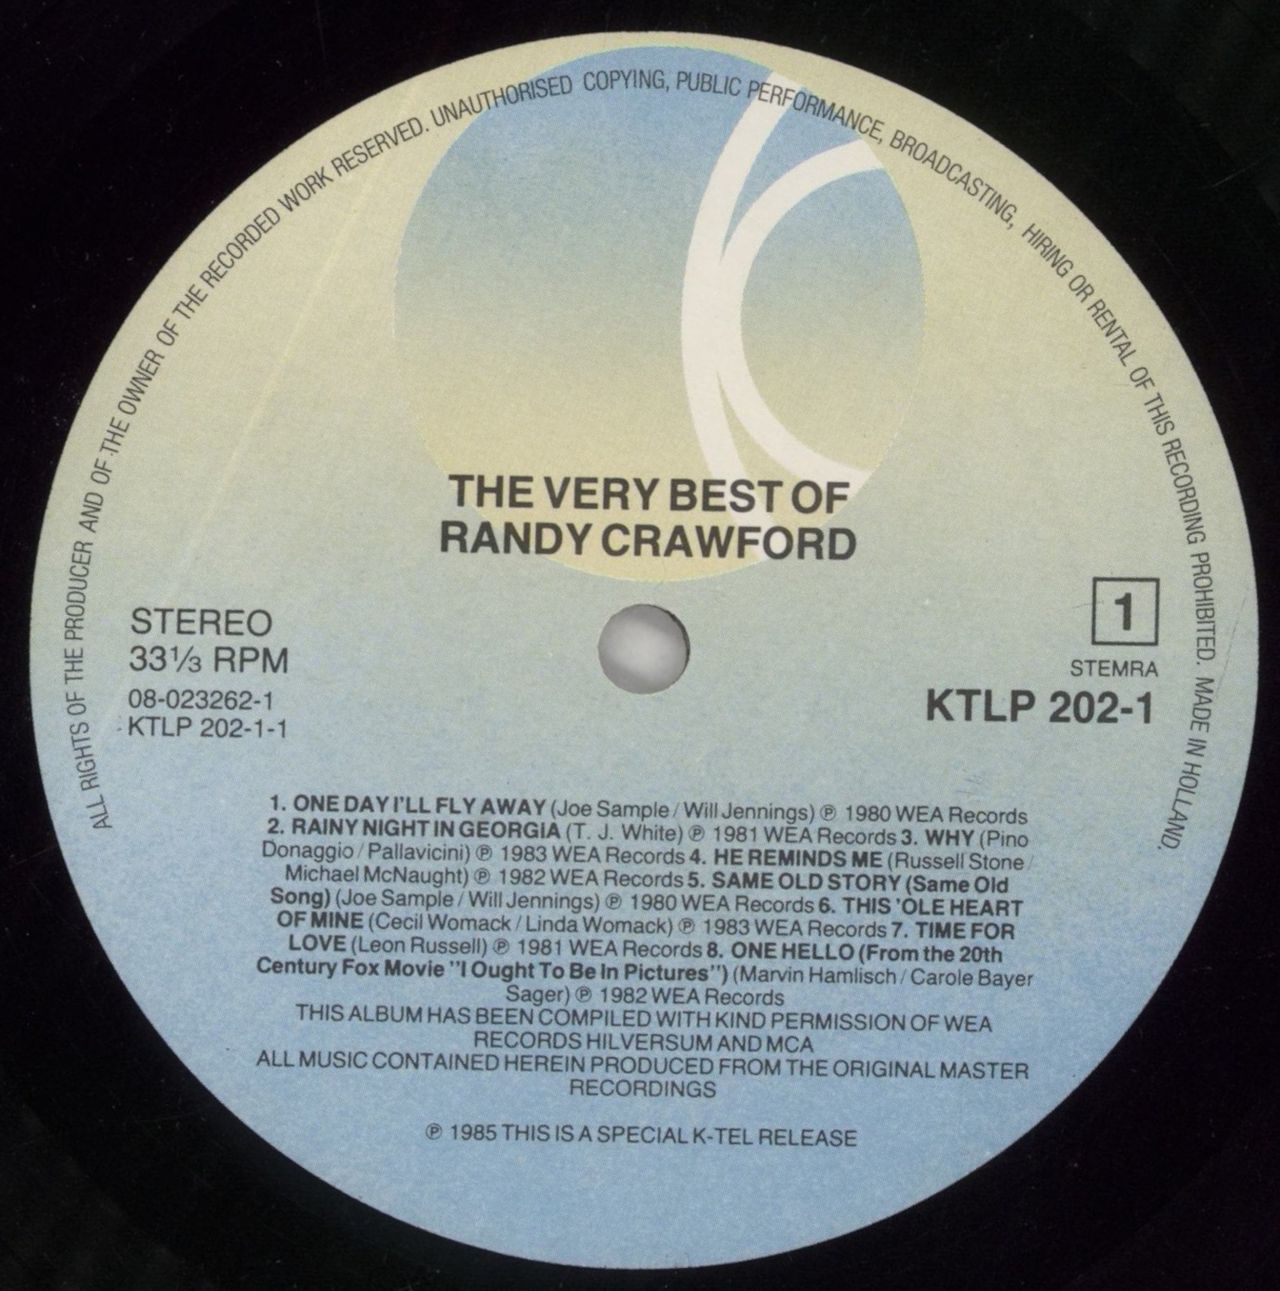 ALL RIGHTS OF THE PRODUCER AND OF THE OWNER OF THE RECORDED WORK RESERVED. UNAUTHORISED COPYING, PUBLIC PERFORMANCE, BROADCASTING, HIRING OR RENTAL OF THIS RECORDING PROHIBITED. MADE IN HOLLAND.
THE VERY BEST OF
RANDY CRAWFORD
STEREO
33⅓ RPM
08-023262-1
KTLP 202-1-1
1
STEMRA
KTLP 202-1
1. ONE DAY I'LL FLY AWAY (Joe Sample / Will Jennings) ℗ 1980 WEA Records
2. RAINY NIGHT IN GEORGIA (T. J. White) ℗ 1981 WEA Records 3. WHY (Pino
Donaggio / Pallavicini) ℗ 1983 WEA Records 4. HE REMINDS ME (Russell Stone /
Michael McNaught) ℗ 1982 WEA Records 5. SAME OLD STORY (Same Old
Song) (Joe Sample / Will Jennings) ℗ 1980 WEA Records 6. THIS 'OLE HEART
OF MINE (Cecil Womack / Linda Womack) ℗ 1983 WEA Records 7. TIME FOR
LOVE (Leon Russell) ℗ 1981 WEA Records 8. ONE HELLO (From the 20th
Century Fox Movie "I Ought To Be In Pictures") (Marvin Hamlisch / Carole Bayer
Sager) ℗ 1982 WEA Records
THIS ALBUM HAS BEEN COMPILED WITH KIND PERMISSION OF WEA
RECORDS HILVERSUM AND MCA
ALL MUSIC CONTAINED HEREIN PRODUCED FROM THE ORIGINAL MASTER
RECORDINGS
℗ 1985 THIS IS A SPECIAL K-TEL RELEASE